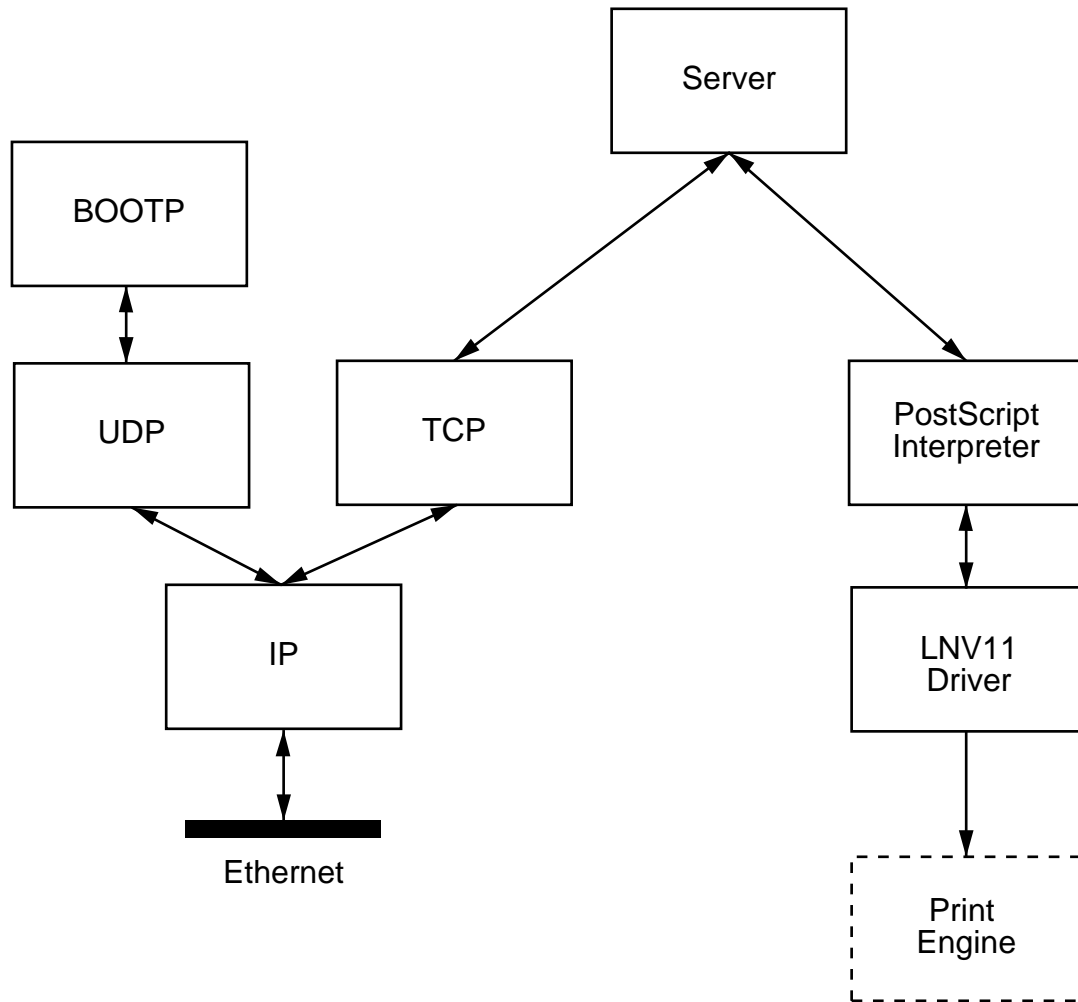 Server
BOOTP
UDP
TCP
PostScript
Interpreter
IP
LNV11
Driver
Ethernet
Print
Engine